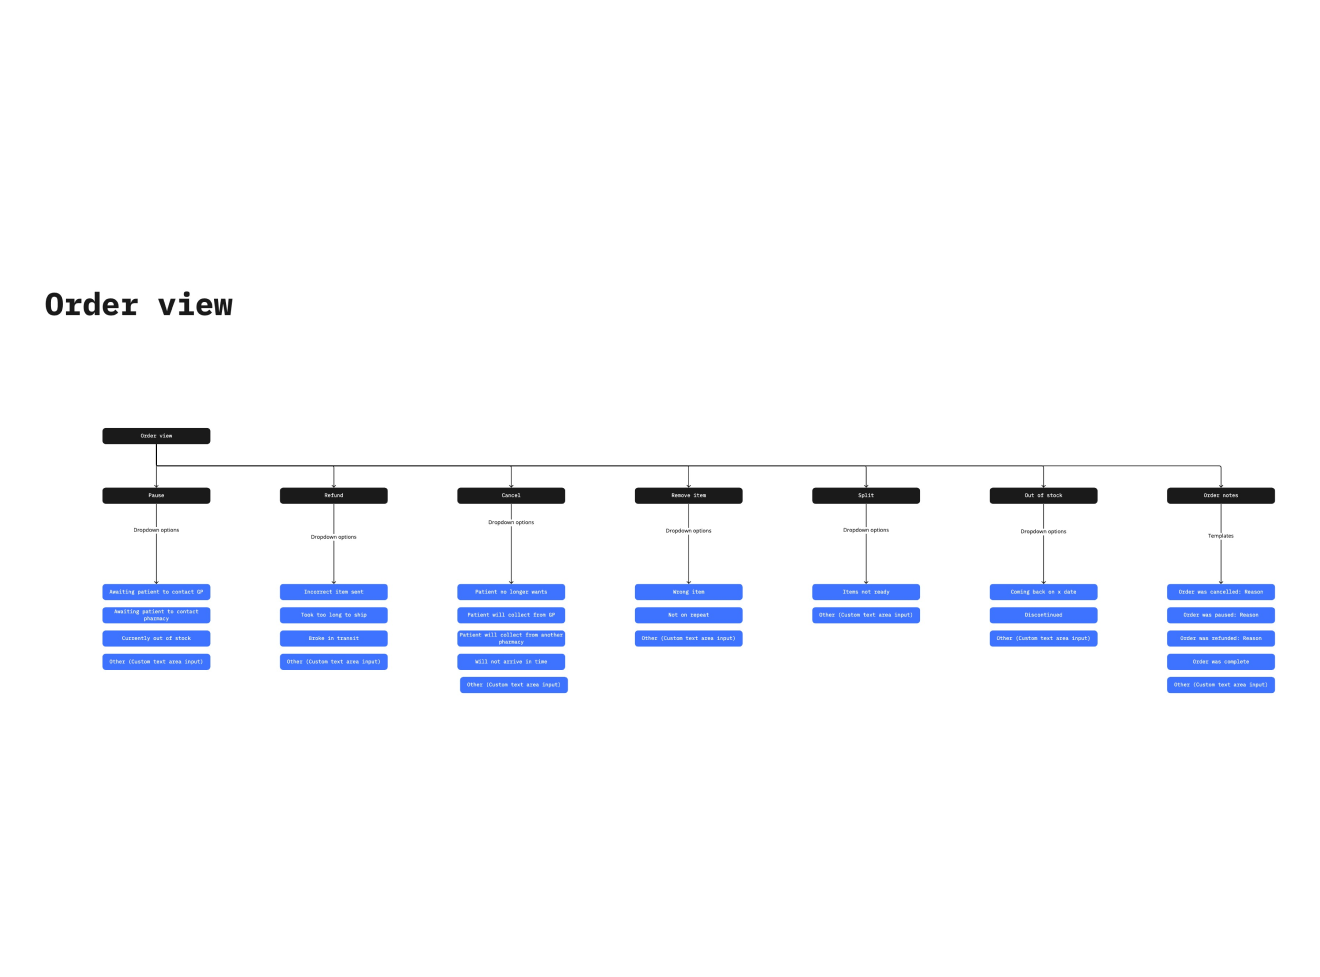 Order view
Order view
Pause
Refund
Cancel
Remove item
Split
Out of stock
Order notes
Dropdown options
Dropdown options
Dropdown options
Dropdown options
Dropdown options
Dropdown options
Templates
Awaiting patient to contact GP
Awaiting patient to contact
pharmacy
Currently out of stock
Other (Custom text area input)
Incorrect item sent
Took too long to ship
Broke in transit
Other (Custom text area input)
Patient no longer wants
Patient will collect from GP
Patient will collect from another
pharmacy
Will not arrive in time
Other (Custom text area input)
Wrong item
Not on repeat
Other (Custom text area input)
Items not ready
Other (Custom text area input)
Coming back on x date
Discontinued
Other (Custom text area input)
Order was cancelled: Reason
Order was paused: Reason
Order was refunded: Reason
Order was complete
Other (Custom text area input)